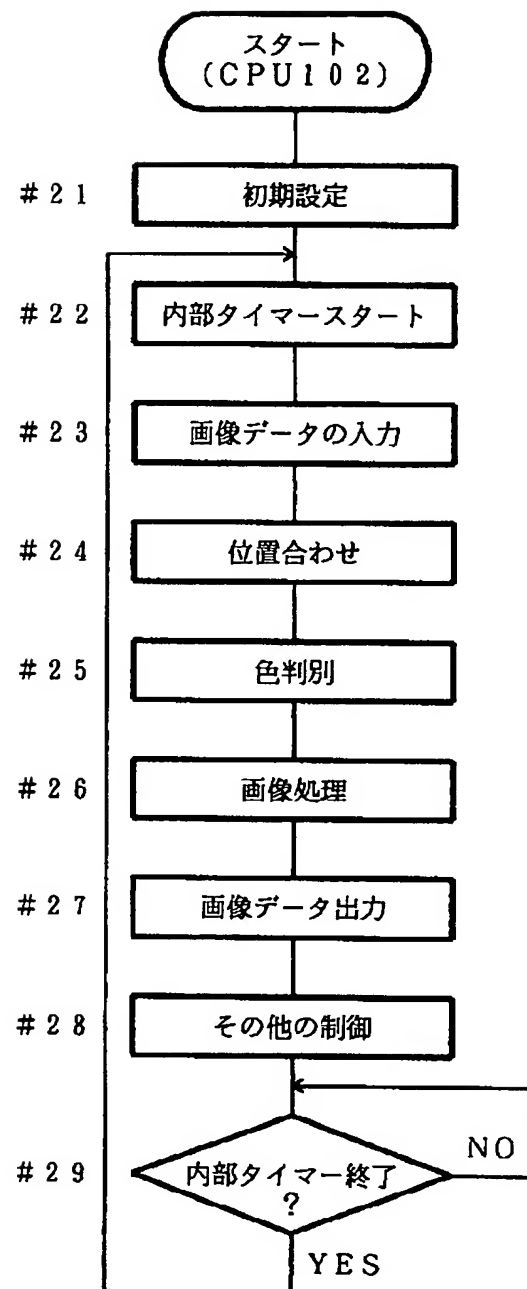 スタート
(CPU102)
#21 初期設定
#22 内部タイマースタート
#23 画像データの入力
#24 位置合わせ
#25 色判別
#26 画像処理
#27 画像データ出力
#28 その他の制御
NO
#29 内部タイマー終了
?
YES